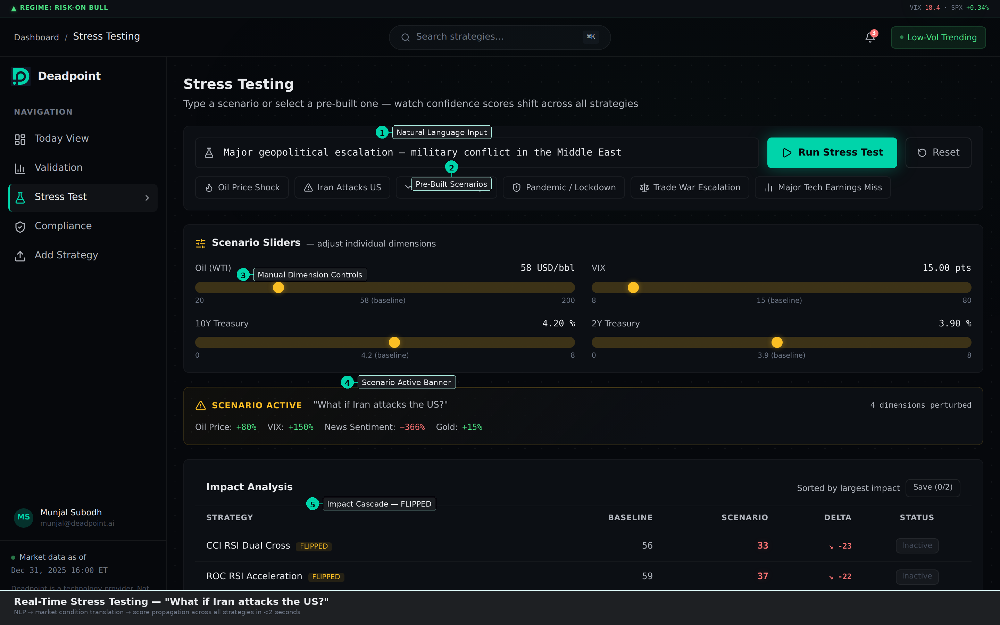 ▲ REGIME: RISK-ON BULL
VIX 18.4 · SPX +0.34%
Dashboard / Stress Testing
Search strategies...
⌘K
3
Low-Vol Trending
Deadpoint
NAVIGATION
Today View
Validation
Stress Test
Compliance
Add Strategy
Munjal Subodh
MS
munjal@deadpoint.ai
Market data as of
Dec 31, 2025 16:00 ET
Deadpoint is a technology provider. Not
Stress Testing
Type a scenario or select a pre-built one — watch confidence scores shift across all strategies
1 Natural Language Input
Major geopolitical escalation — military conflict in the Middle East
Run Stress Test
Reset
2
Pre-Built Scenarios
Oil Price Shock
Iran Attacks US
Pandemic / Lockdown
Trade War Escalation
Major Tech Earnings Miss
Scenario Sliders — adjust individual dimensions
Oil (WTI)
58 USD/bbl
3 Manual Dimension Controls
20 58 (baseline) 200
VIX
15.00 pts
8 15 (baseline) 80
10Y Treasury
4.20 %
0 4.2 (baseline) 8
2Y Treasury
3.90 %
0 3.9 (baseline) 8
4 Scenario Active Banner
SCENARIO ACTIVE "What if Iran attacks the US?"
4 dimensions perturbed
Oil Price: +80% VIX: +150% News Sentiment: −366% Gold: +15%
Impact Analysis
Sorted by largest impact
Save (0/2)
5 Impact Cascade — FLIPPED
STRATEGY BASELINE SCENARIO DELTA STATUS
CCI RSI Dual Cross FLIPPED 56 33 ↘ -23 Inactive
ROC RSI Acceleration FLIPPED 59 37 ↘ -22 Inactive
Real-Time Stress Testing — "What if Iran attacks the US?"
NLP → market condition translation → score propagation across all strategies in <2 seconds